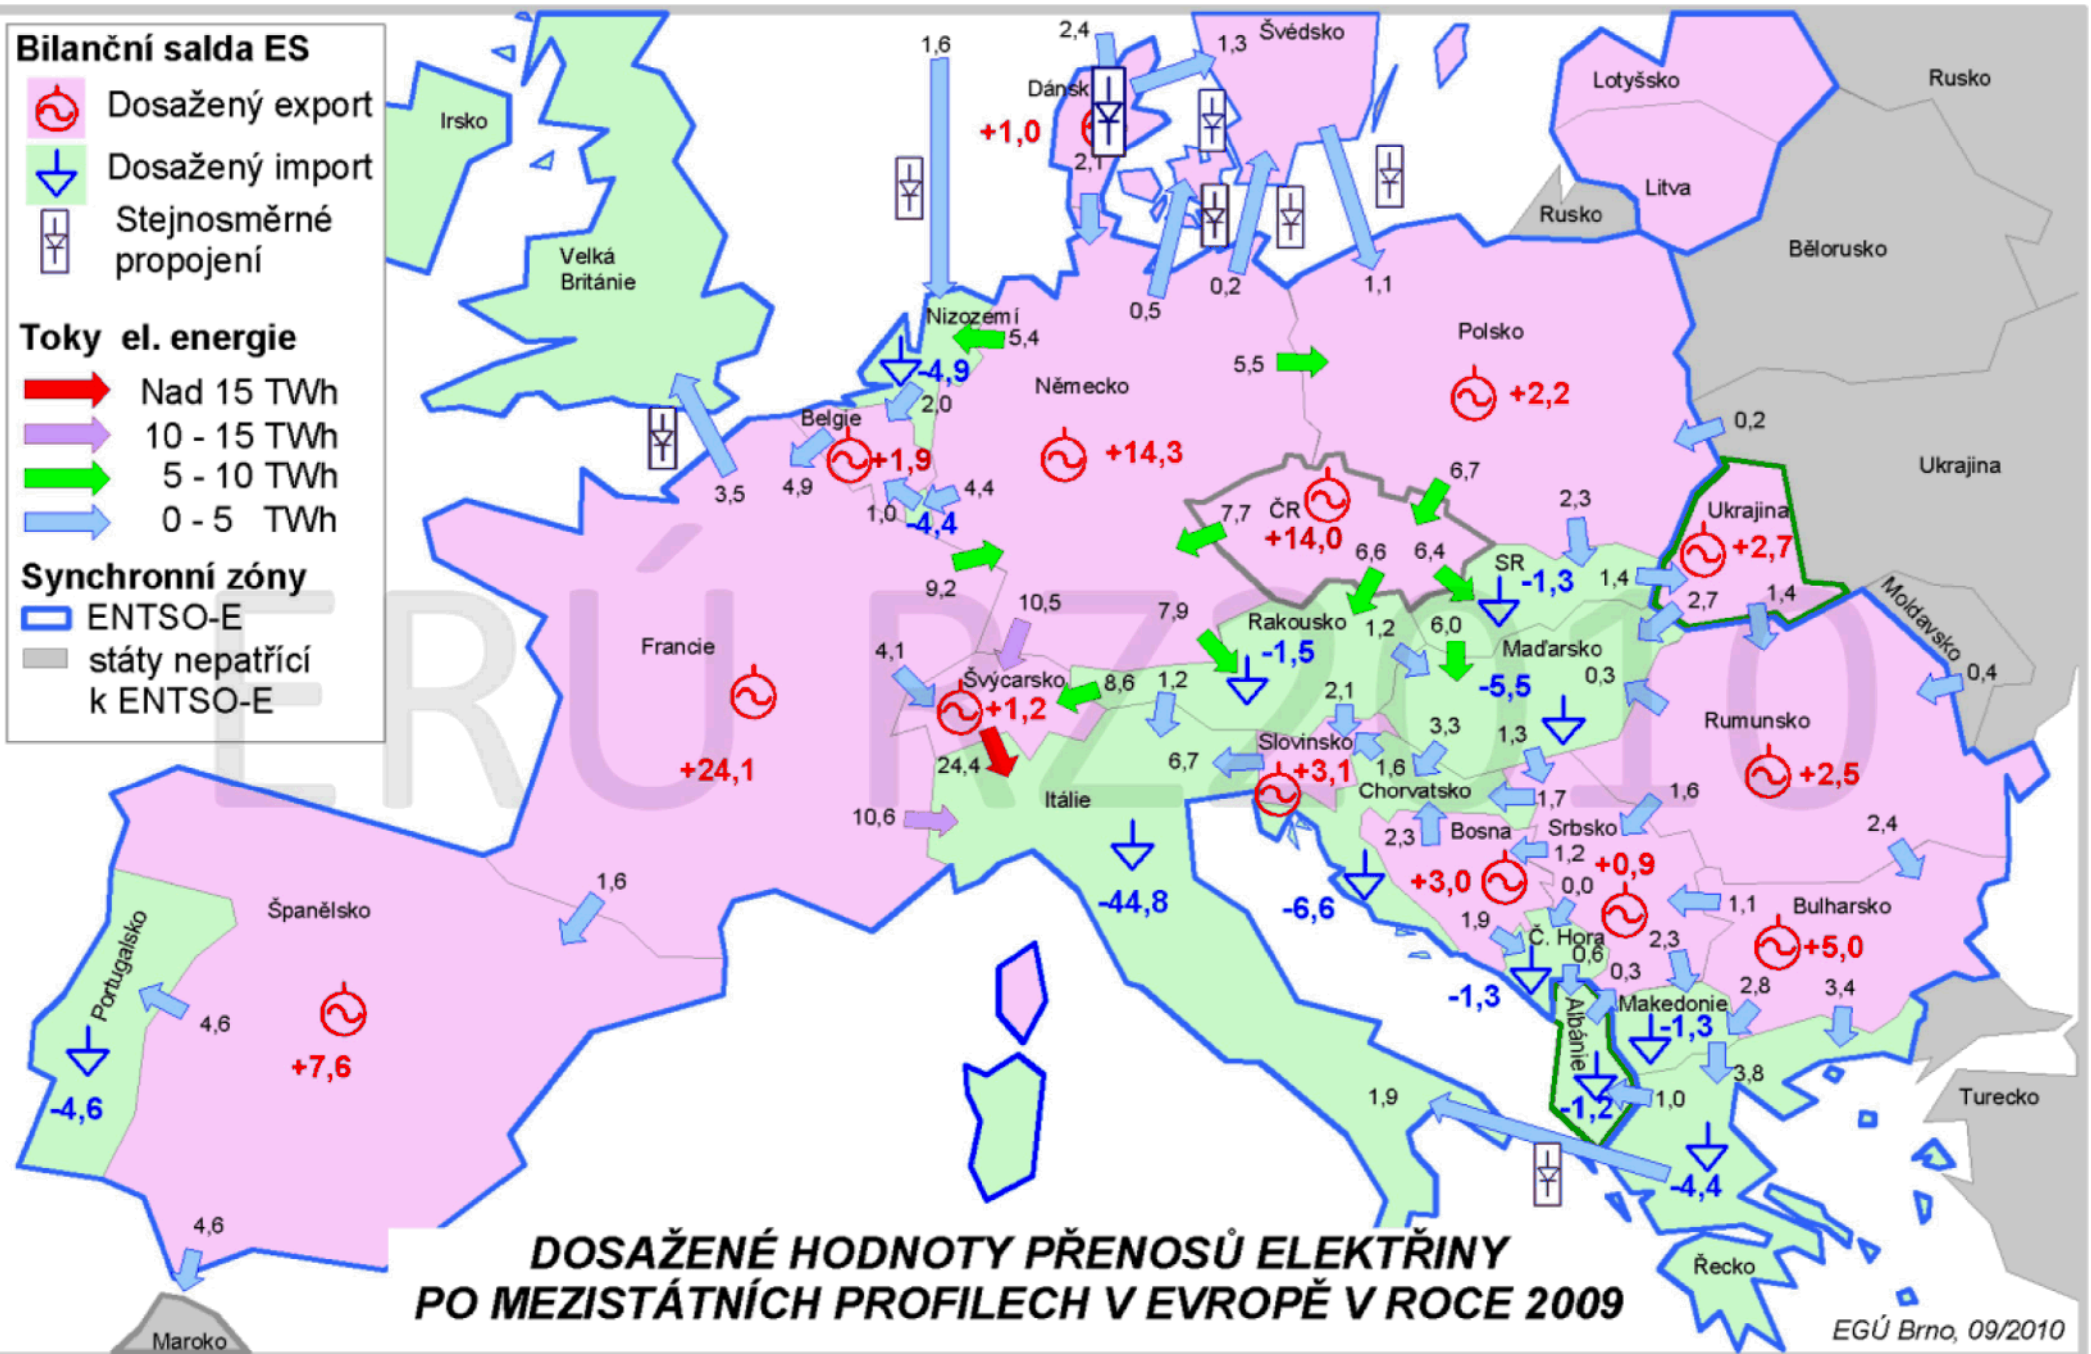 Bilanční salda ES
Dosažený export
Dosažený import
Stejnosměrné
propojení
Toky el. energie
Nad 15 TWh
10 - 15 TWh
5 - 10 TWh
0 - 5 TWh
Synchronní zóny
ENTSO-E
státy nepatřící
k ENTSO-E
ERÚ RZ2010
1,6
2,4
1,3
Švédsko
Dánsk
+1,0
2,1
Lotyšsko
Rusko
Irsko
Litva
Rusko
Bělorusko
Velká
Británie
0,5
0,2
1,1
Nizozemí
5,4
-4,9
Německo
5,5
Polsko
+2,2
2,0
Belgie
+1,9
+14,3
0,2
Ukrajina
3,5
4,9
1,0
4,4
-4,4
7,7
ČR
+14,0
6,7
2,3
Ukrajina
+2,7
9,2
10,5
7,9
6,6
6,4
SR
-1,3
1,4
2,7
1,4
Moldavsko
0,4
Francie
+24,1
4,1
Švýcarsko
+1,2
8,6
1,2
Rakousko
-1,5
1,2
6,0
Maďarsko
-5,5
0,3
Rumunsko
+2,5
2,1
3,3
1,3
24,4
6,7
Slovinsko
+3,1
1,6
Chorvatsko
1,7
1,6
10,6
Itálie
-44,8
2,3
Bosna
+3,0
Srbsko
+0,9
1,2
0,0
2,4
-6,6
1,9
Č. Hora
0,6
0,3
2,3
1,1
Bulharsko
+5,0
1,6
Španělsko
+7,6
Portugalsko
4,6
-4,6
-1,3
Albánie
-1,2
Makedonie
-1,3
2,8
3,4
3,8
1,0
1,9
-4,4
Turecko
Řecko
4,6
Maroko
DOSAŽENÉ HODNOTY PŘENOSŮ ELEKTŘINY
PO MEZISTÁTNÍCH PROFILECH V EVROPĚ V ROCE 2009
EGÚ Brno, 09/2010